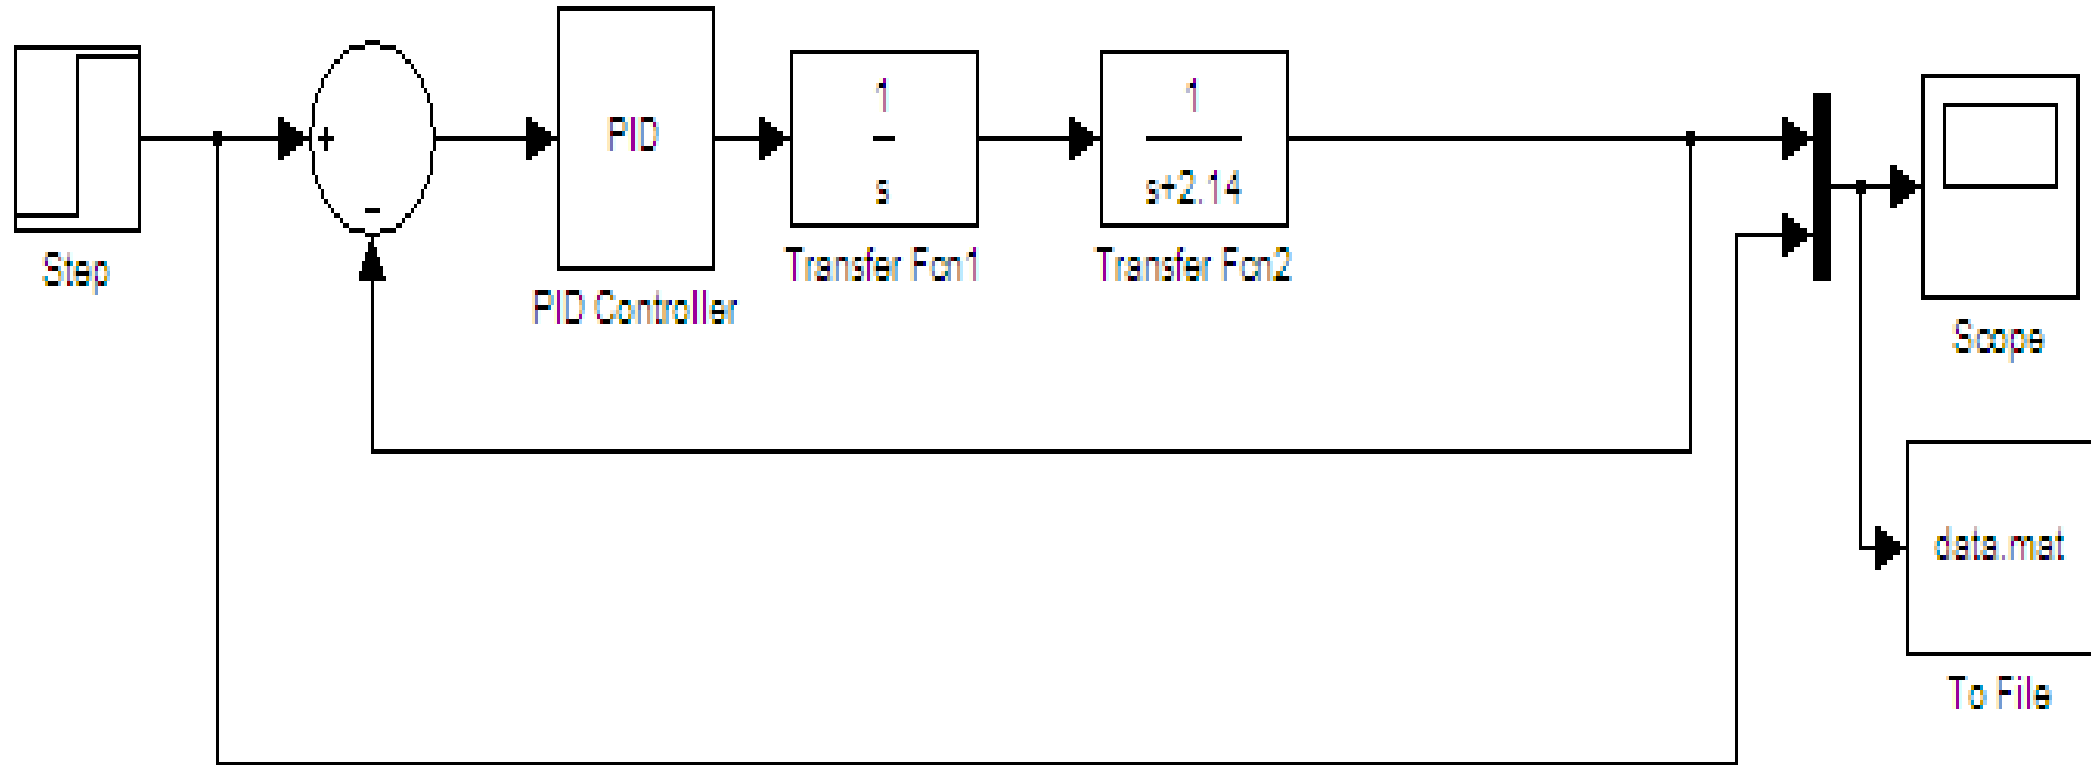 Step
+
-
PID
PID Controller
1
s
Transfer Fcn1
1
s+2.14
Transfer Fcn2
Scope
data.mat
To File